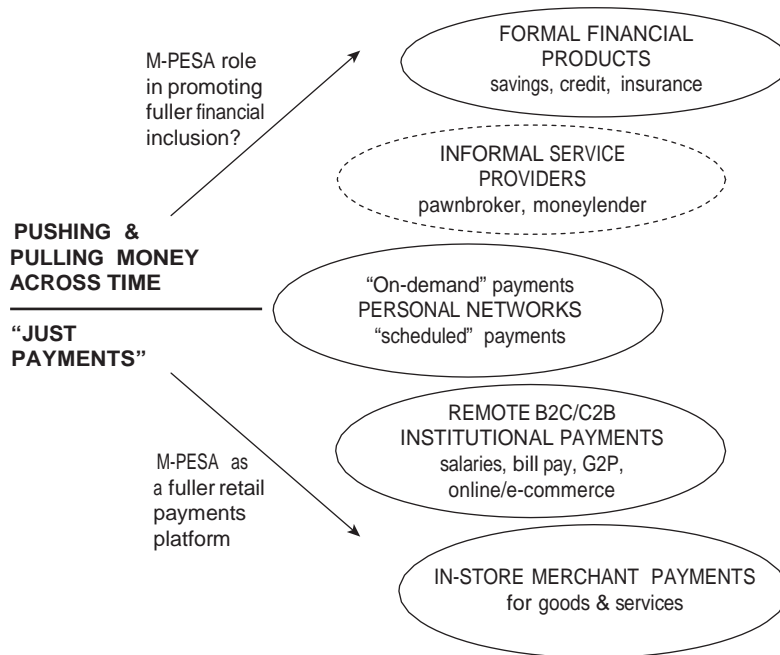 M-PESA role
in promoting
fuller financial
inclusion?
FORMAL FINANCIAL
PRODUCTS
savings, credit, insurance
INFORMAL SERVICE
PROVIDERS
pawnbroker, moneylender
PUSHING &
PULLING MONEY
ACROSS TIME
“On-demand” payments
PERSONAL NETWORKS
“scheduled” payments
“JUST
PAYMENTS”
REMOTE B2C/C2B
INSTITUTIONAL PAYMENTS
salaries, bill pay, G2P,
online/e-commerce
M-PESA as
a fuller retail
payments
platform
IN-STORE MERCHANT PAYMENTS
for goods & services